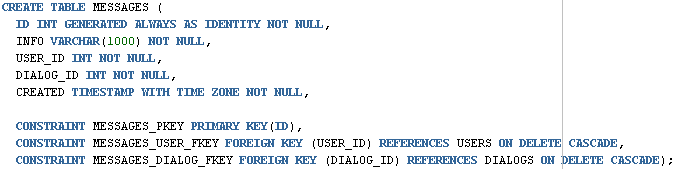 CREATE TABLE MESSAGES (
ID INT GENERATED ALWAYS AS IDENTITY NOT NULL,
INFO VARCHAR(1000) NOT NULL,
USER_ID INT NOT NULL,
DIALOG_ID INT NOT NULL,
CREATED TIMESTAMP WITH TIME ZONE NOT NULL,
CONSTRAINT MESSAGES_PKEY PRIMARY KEY(ID),
CONSTRAINT MESSAGES_USER_FKEY FOREIGN KEY (USER_ID) REFERENCES USERS ON DELETE CASCADE,
CONSTRAINT MESSAGES_DIALOG_FKEY FOREIGN KEY (DIALOG_ID) REFERENCES DIALOGS ON DELETE CASCADE);